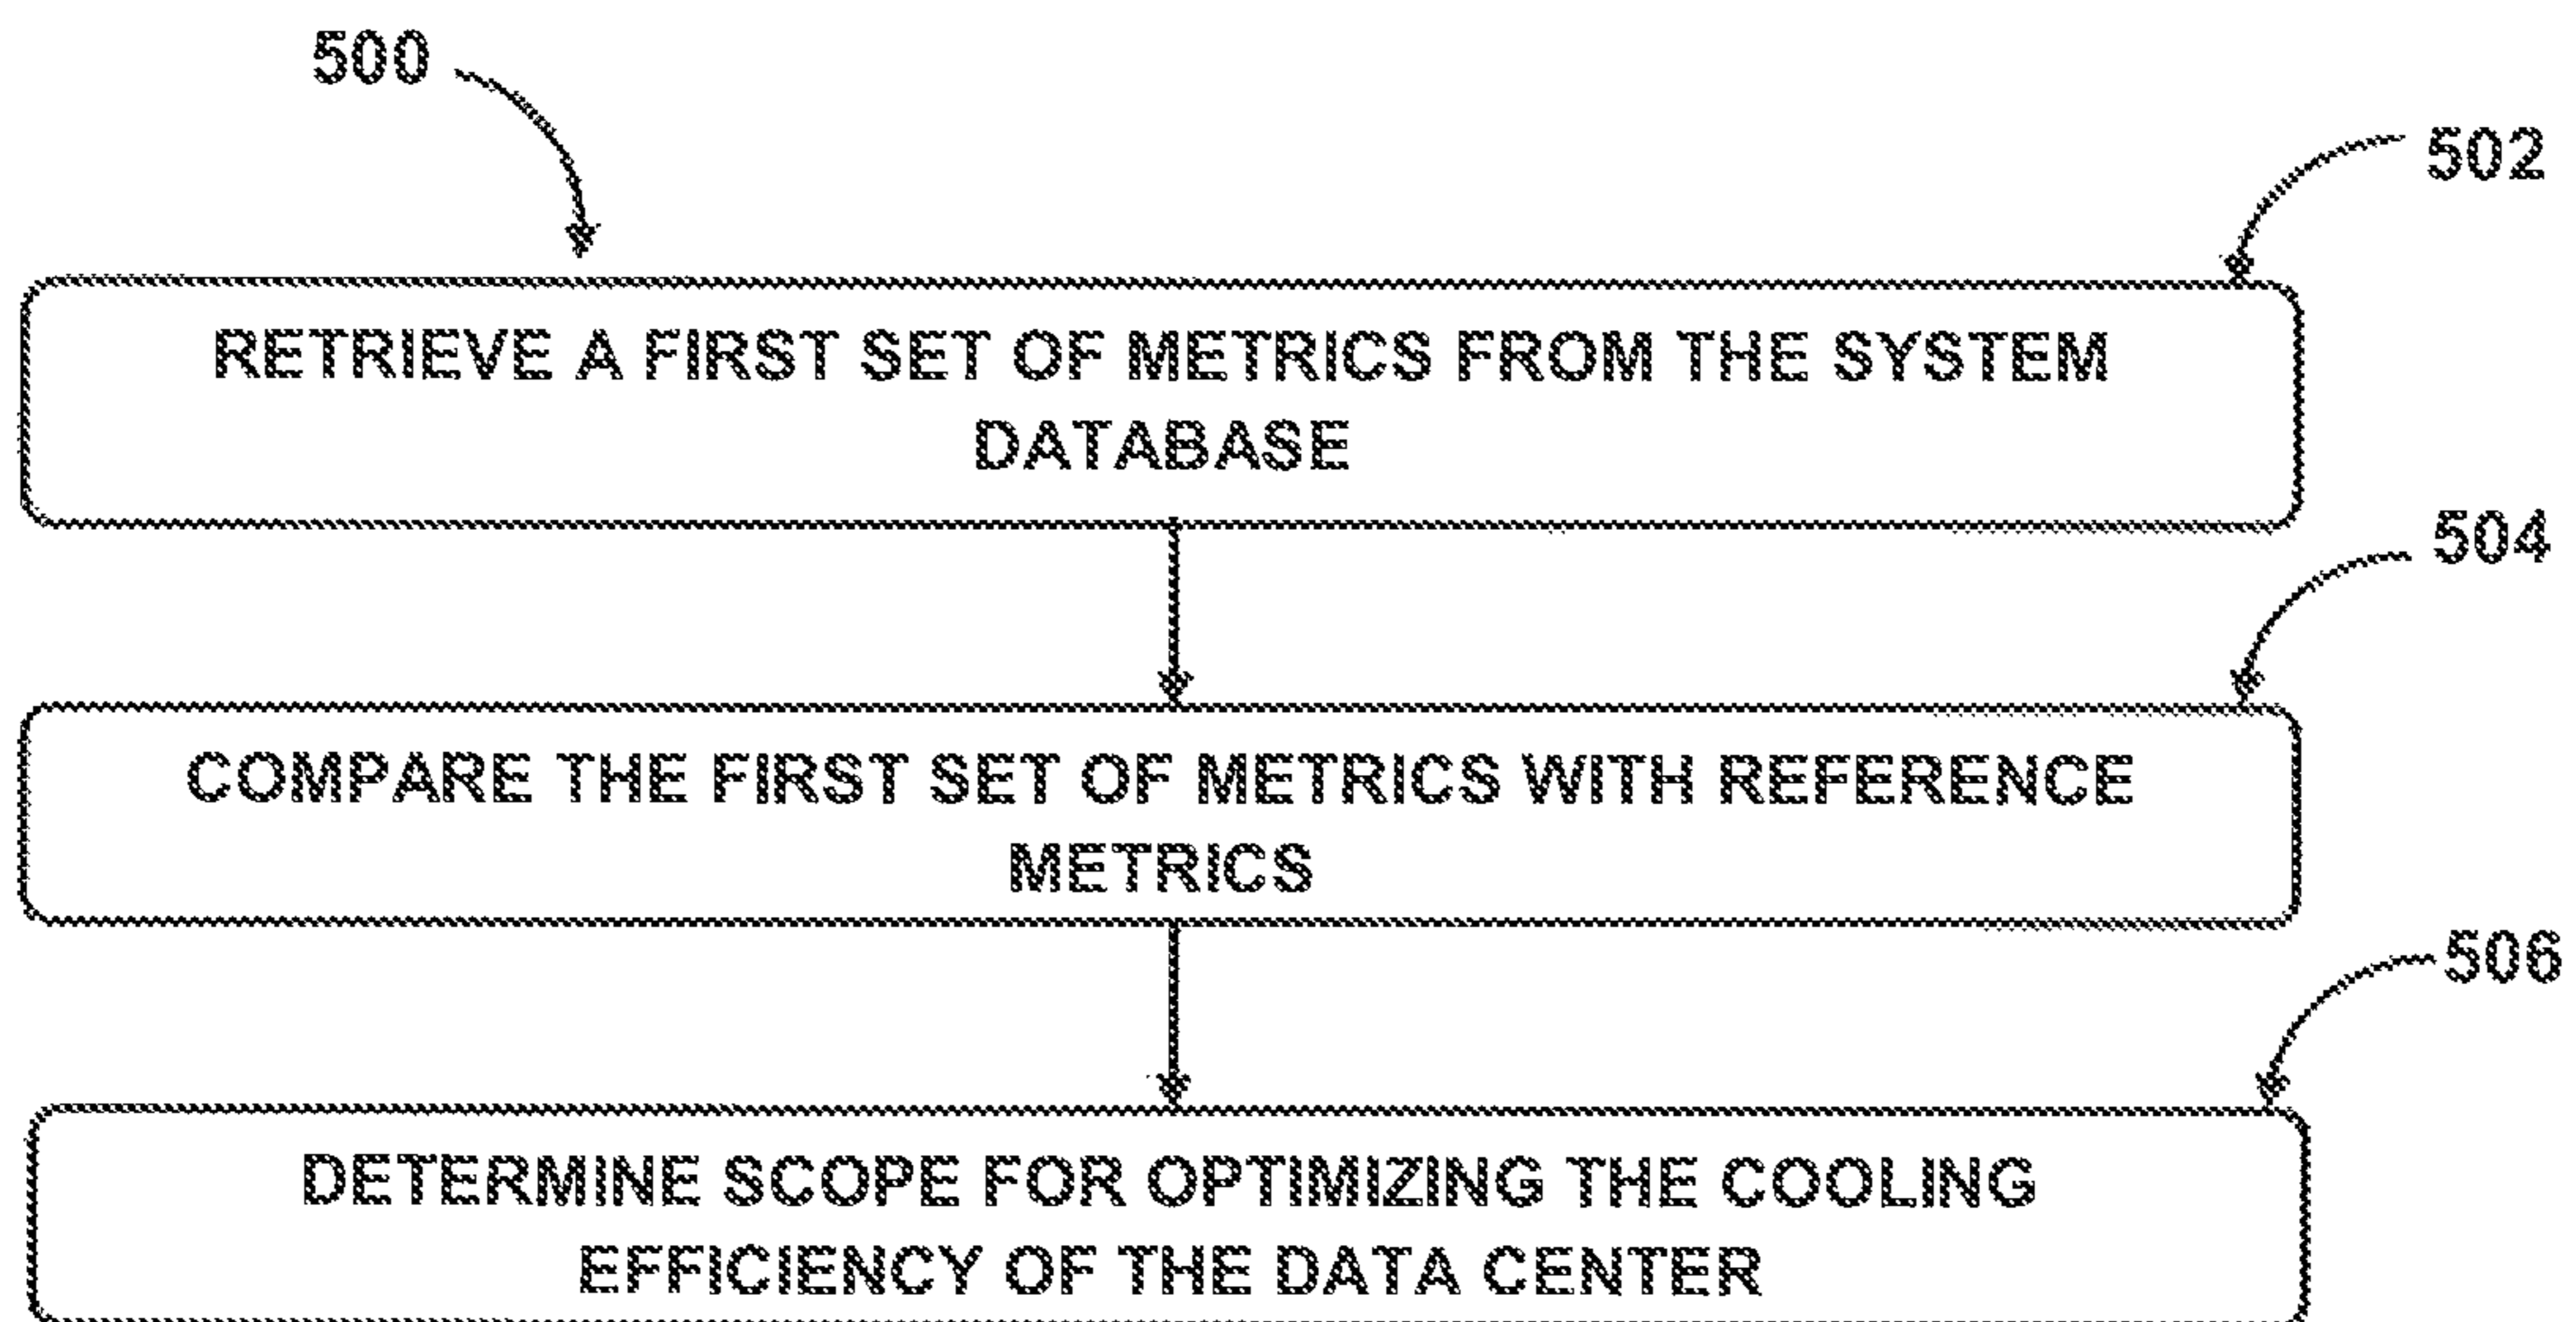 500
502
RETRIEVE A FIRST SET OF METRICS FROM THE SYSTEM
DATABASE
504
COMPARE THE FIRST SET OF METRICS WITH REFERENCE
METRICS
506
DETERMINE SCOPE FOR OPTIMIZING THE COOLING
EFFICIENCY OF THE DATA CENTER